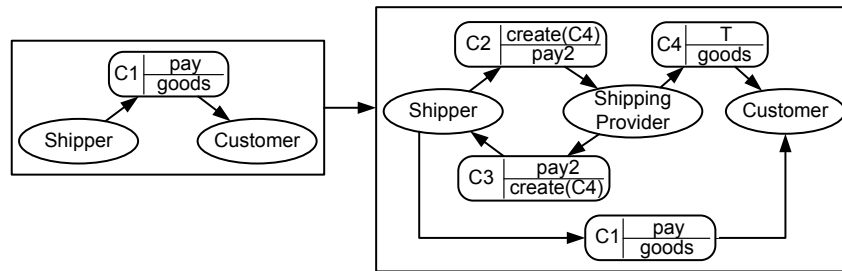 C1 pay
goods
Shipper
Customer
C2 create(C4)
pay2
C4 T
goods
Shipper
Shipping
Provider
Customer
C3 pay2
create(C4)
C1 pay
goods